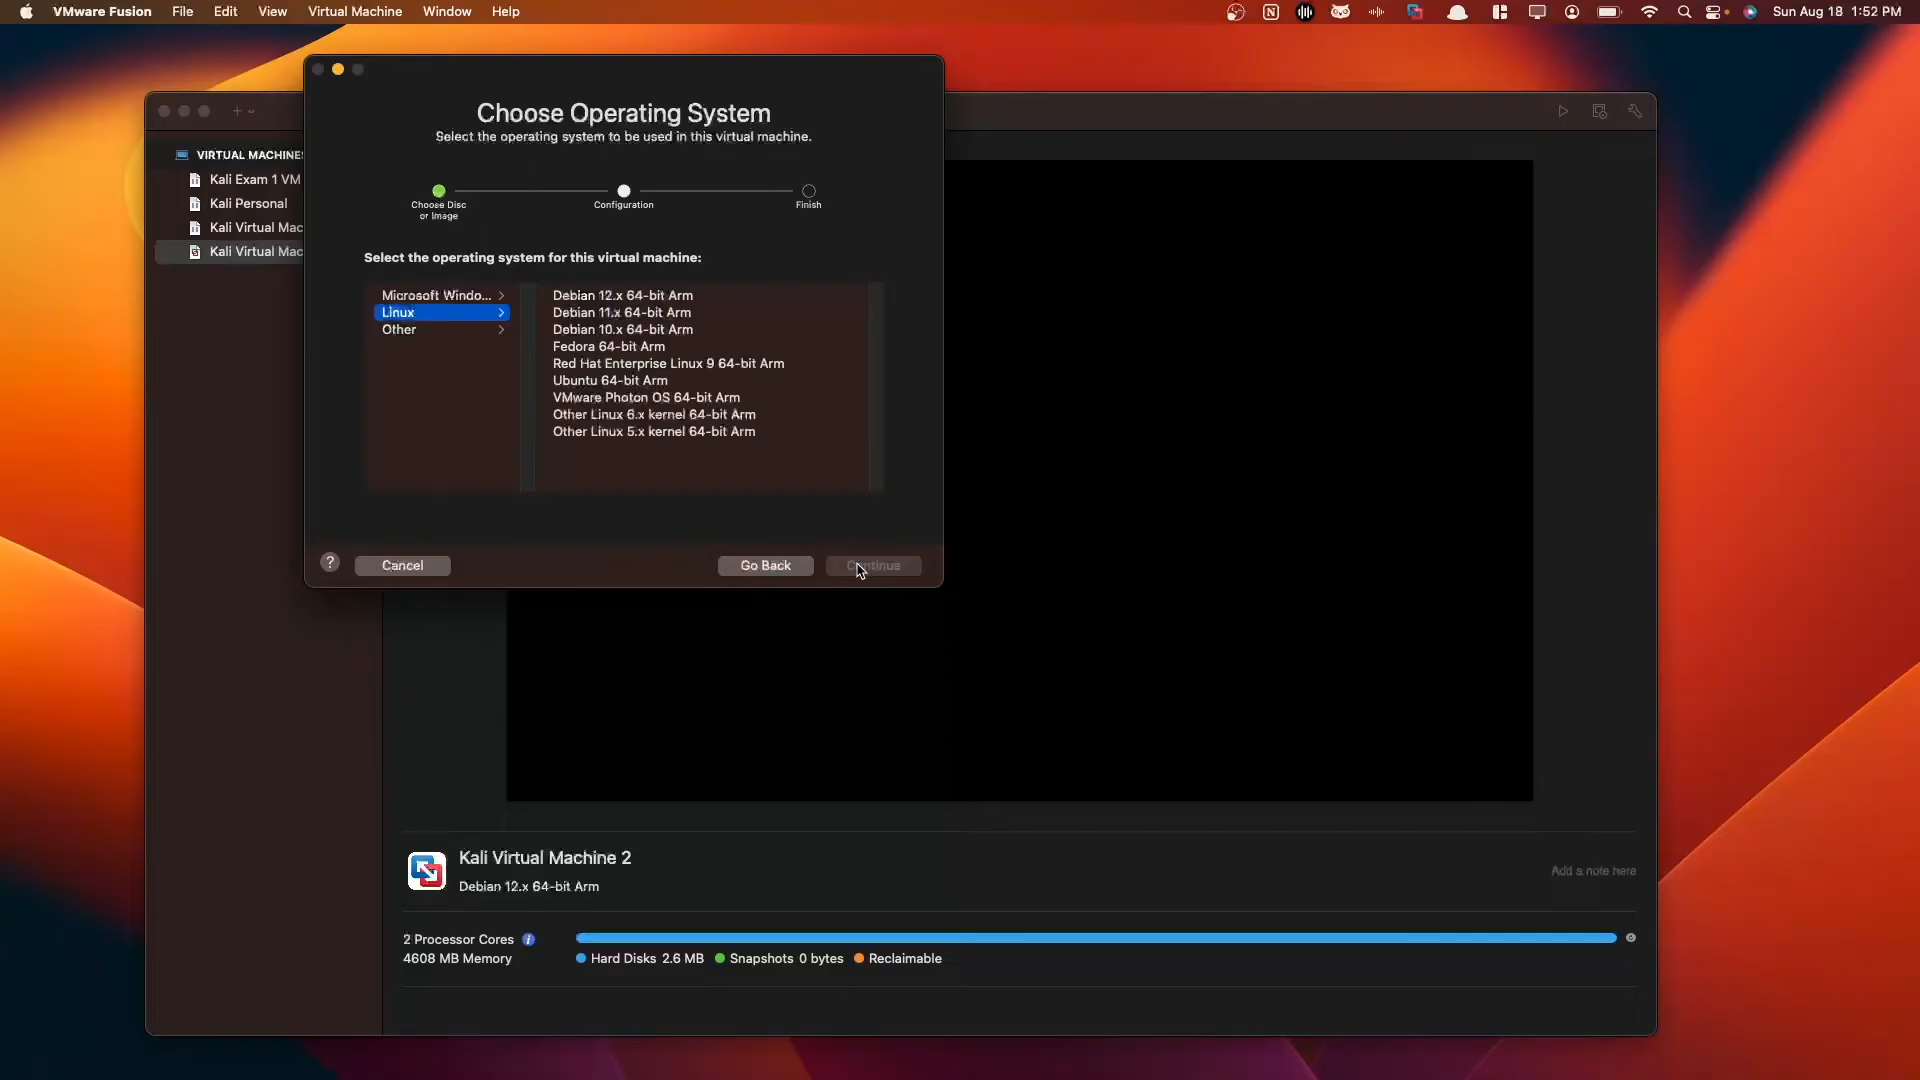 VMware Fusion File Edit View Virtual Machine Window Help
Sun Aug 18 1:52 PM
Choose Operating System
Select the operating system to be used in this virtual machine.
Choose Disc
or Image
Configuration
Finish
VIRTUAL MACHINES
Kali Exam 1 VM
Kali Personal
Kali Virtual Mac
Kali Virtual Mac
Select the operating system for this virtual machine:
Microsoft Windo...
Linux
Other
Debian 12.x 64-bit Arm
Debian 11.x 64-bit Arm
Debian 10.x 64-bit Arm
Fedora 64-bit Arm
Red Hat Enterprise Linux 9 64-bit Arm
Ubuntu 64-bit Arm
VMware Photon OS 64-bit Arm
Other Linux 6.x kernel 64-bit Arm
Other Linux 5.x kernel 64-bit Arm
? Cancel Go Back Continue
Kali Virtual Machine 2
Debian 12.x 64-bit Arm
Add a note here
2 Processor Cores
4608 MB Memory
Hard Disks 2.6 MB Snapshots 0 bytes Reclaimable